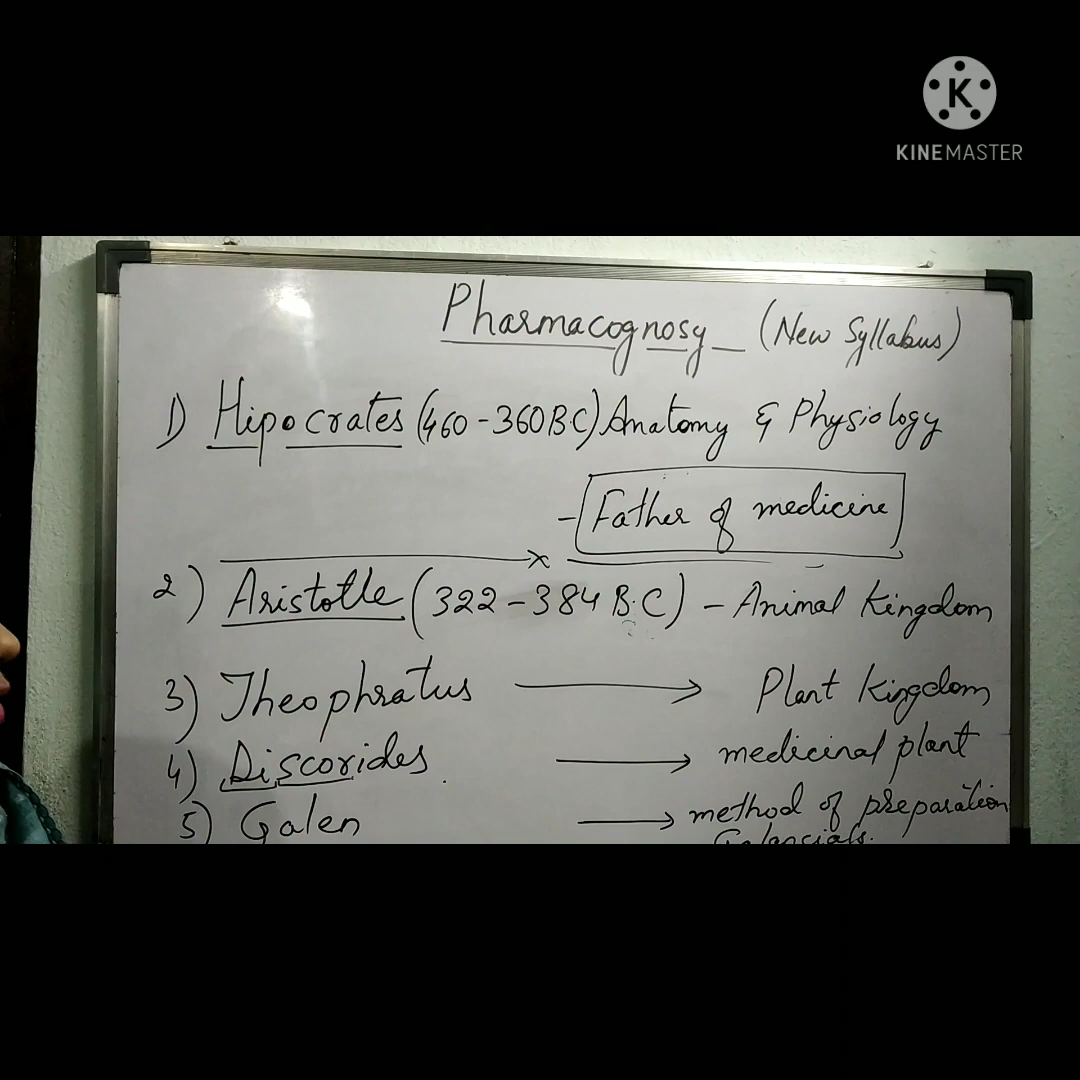 K
KINEMASTER
Pharmacognosy (New Syllabus)
1) Hipocrates (460-360 B.C) Anatomy & Physiology
- Father of medicine
2) Aristotle (322-384 B.C) - Animal Kingdom
3) Theophratus → Plant Kingdom
4) Discorides → medicinal plant
5) Galen → method of preparation